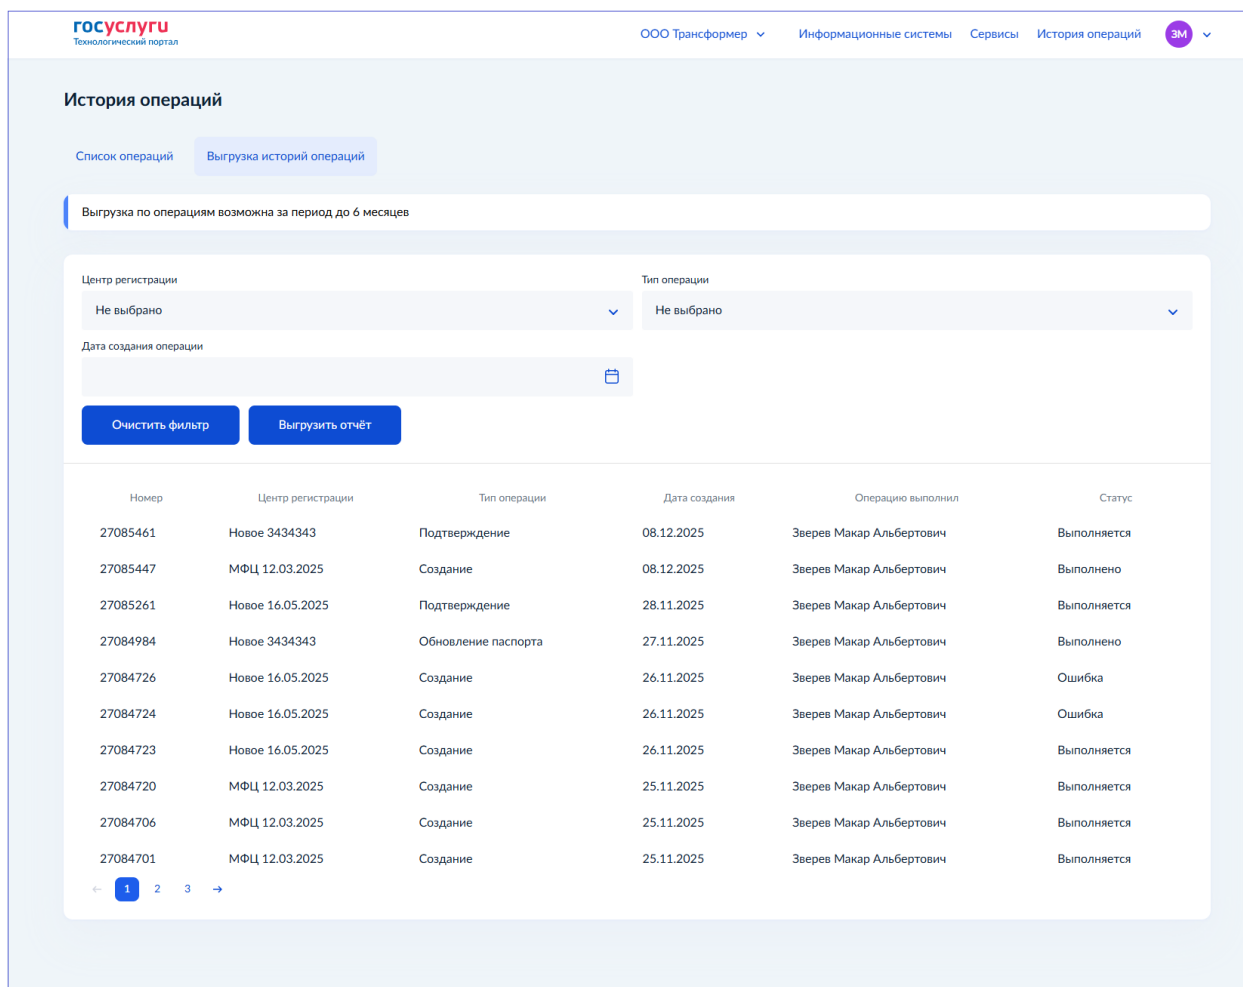 госуслуги
Технологический портал
ООО Трансформер Информационные системы Сервисы История операций ЗМ
История операций
Список операций Выгрузка историй операций
Выгрузка по операциям возможна за период до 6 месяцев
Центр регистрации Тип операции
Не выбрано Не выбрано
Дата создания операции
Очистить фильтр Выгрузить отчёт
Номер Центр регистрации Тип операции Дата создания Операцию выполнил Статус
27085461 Новое 3434343 Подтверждение 08.12.2025 Зверев Макар Альбертович Выполняется
27085447 МФЦ 12.03.2025 Создание 08.12.2025 Зверев Макар Альбертович Выполнено
27085261 Новое 16.05.2025 Подтверждение 28.11.2025 Зверев Макар Альбертович Выполняется
27084984 Новое 3434343 Обновление паспорта 27.11.2025 Зверев Макар Альбертович Выполнено
27084726 Новое 16.05.2025 Создание 26.11.2025 Зверев Макар Альбертович Ошибка
27084724 Новое 16.05.2025 Создание 26.11.2025 Зверев Макар Альбертович Ошибка
27084723 Новое 16.05.2025 Создание 26.11.2025 Зверев Макар Альбертович Выполняется
27084720 МФЦ 12.03.2025 Создание 25.11.2025 Зверев Макар Альбертович Выполняется
27084706 МФЦ 12.03.2025 Создание 25.11.2025 Зверев Макар Альбертович Выполняется
27084701 МФЦ 12.03.2025 Создание 25.11.2025 Зверев Макар Альбертович Выполняется
← 1 2 3 →